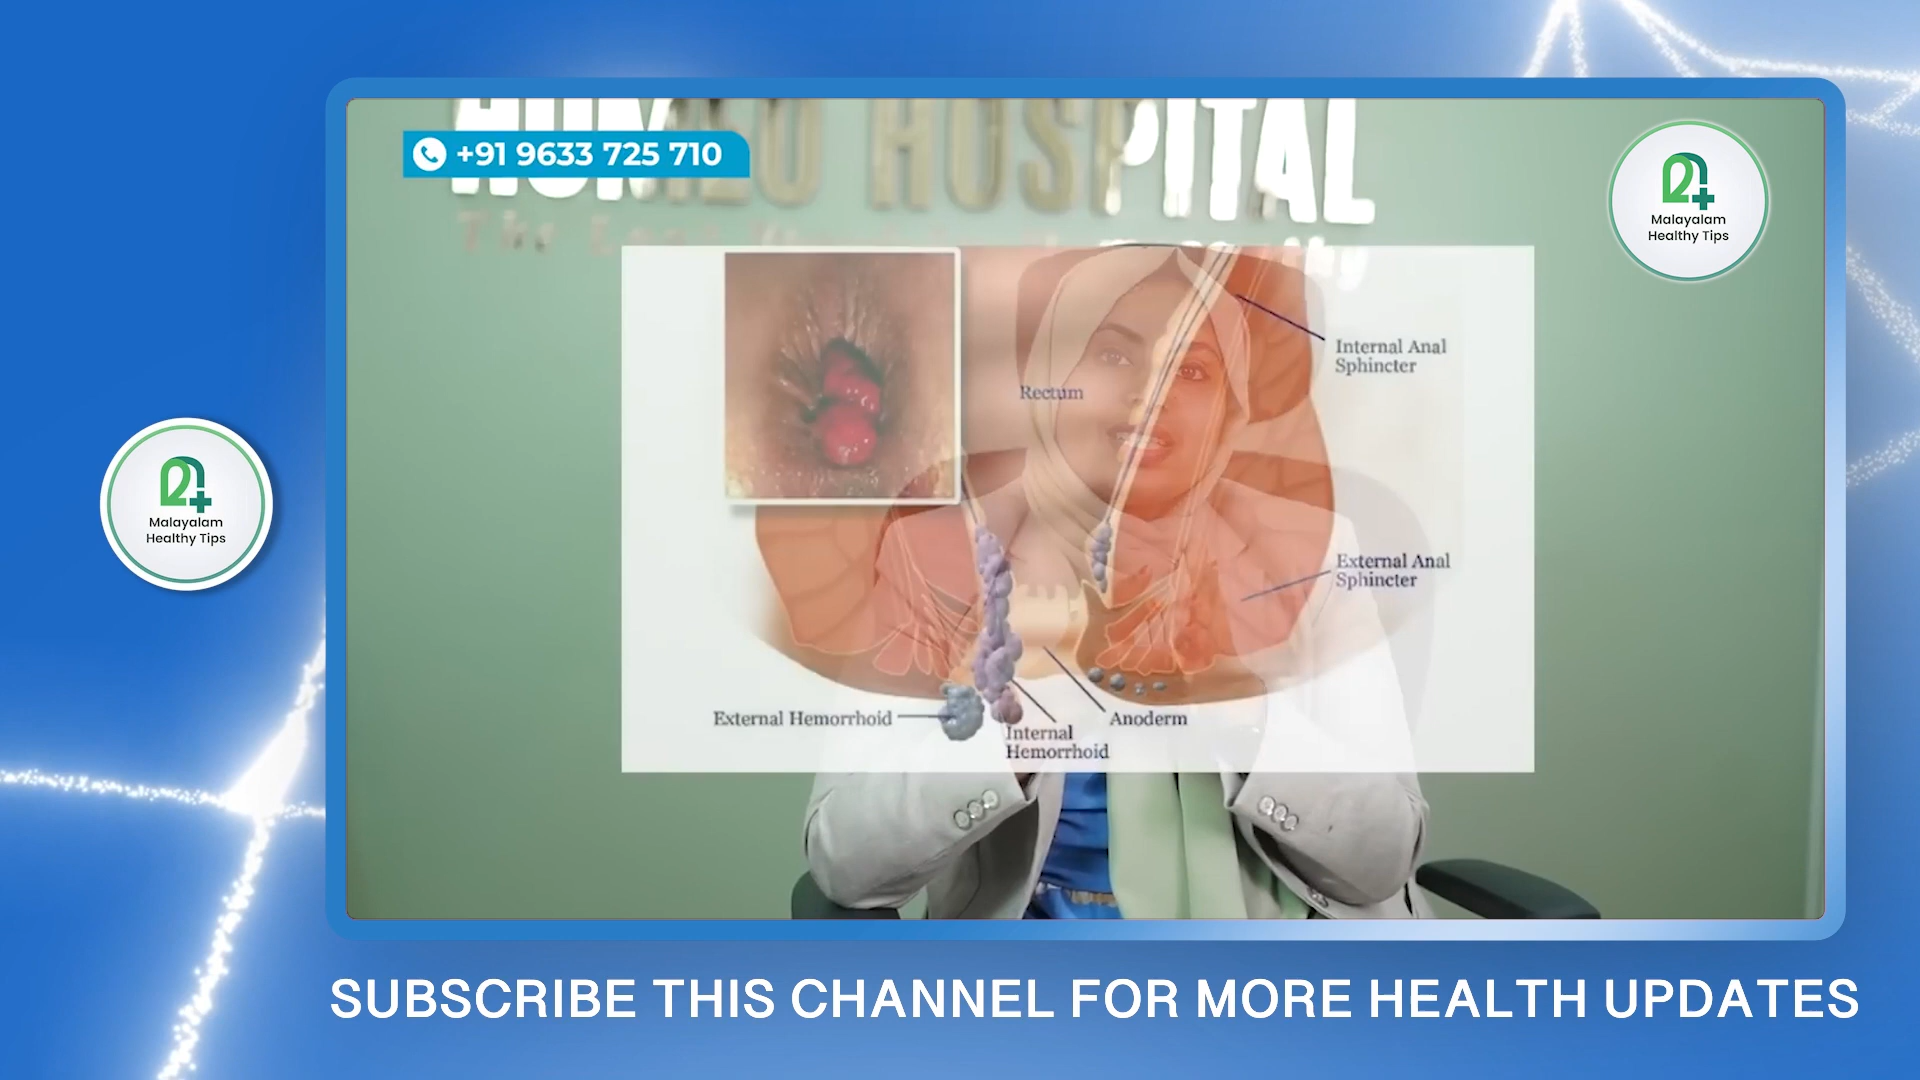 HOMEO HOSPITAL
+91 9633 725 710
Malayalam
Healthy Tips
Internal Anal
Sphincter
Rectum
External Anal
Sphincter
Malayalam
Healthy Tips
External Hemorrhoid
Anoderm
Internal
Hemorrhoid
SUBSCRIBE THIS CHANNEL FOR MORE HEALTH UPDATES